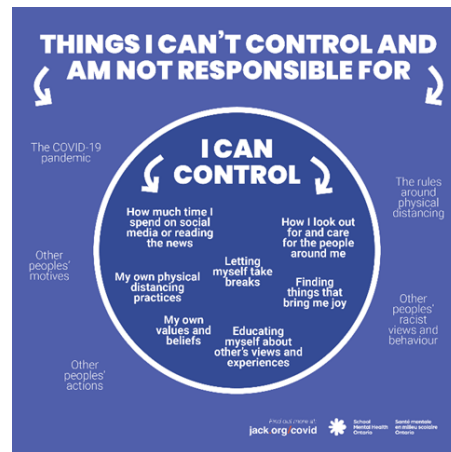 THINGS I CAN'T CONTROL AND
AM NOT RESPONSIBLE FOR
The COVID-19
pandemic
Other
peoples'
motives
Other
peoples'
actions
I CAN
CONTROL
How much time I
spend on social
media or reading
the news
How I look out
for and care
for the people
around me
Letting
myself take
breaks
My own physical
distancing
practices
Finding
things that
bring me joy
My own
values and
beliefs
Educating
myself about
other's views and
experiences
The rules
around
physical
distancing
Other
peoples'
racist
views and
behaviour
Find out more at:
jack.org/covid
School
Mental Health
Ontario
Santé mentale
en milieu scolaire
Ontario